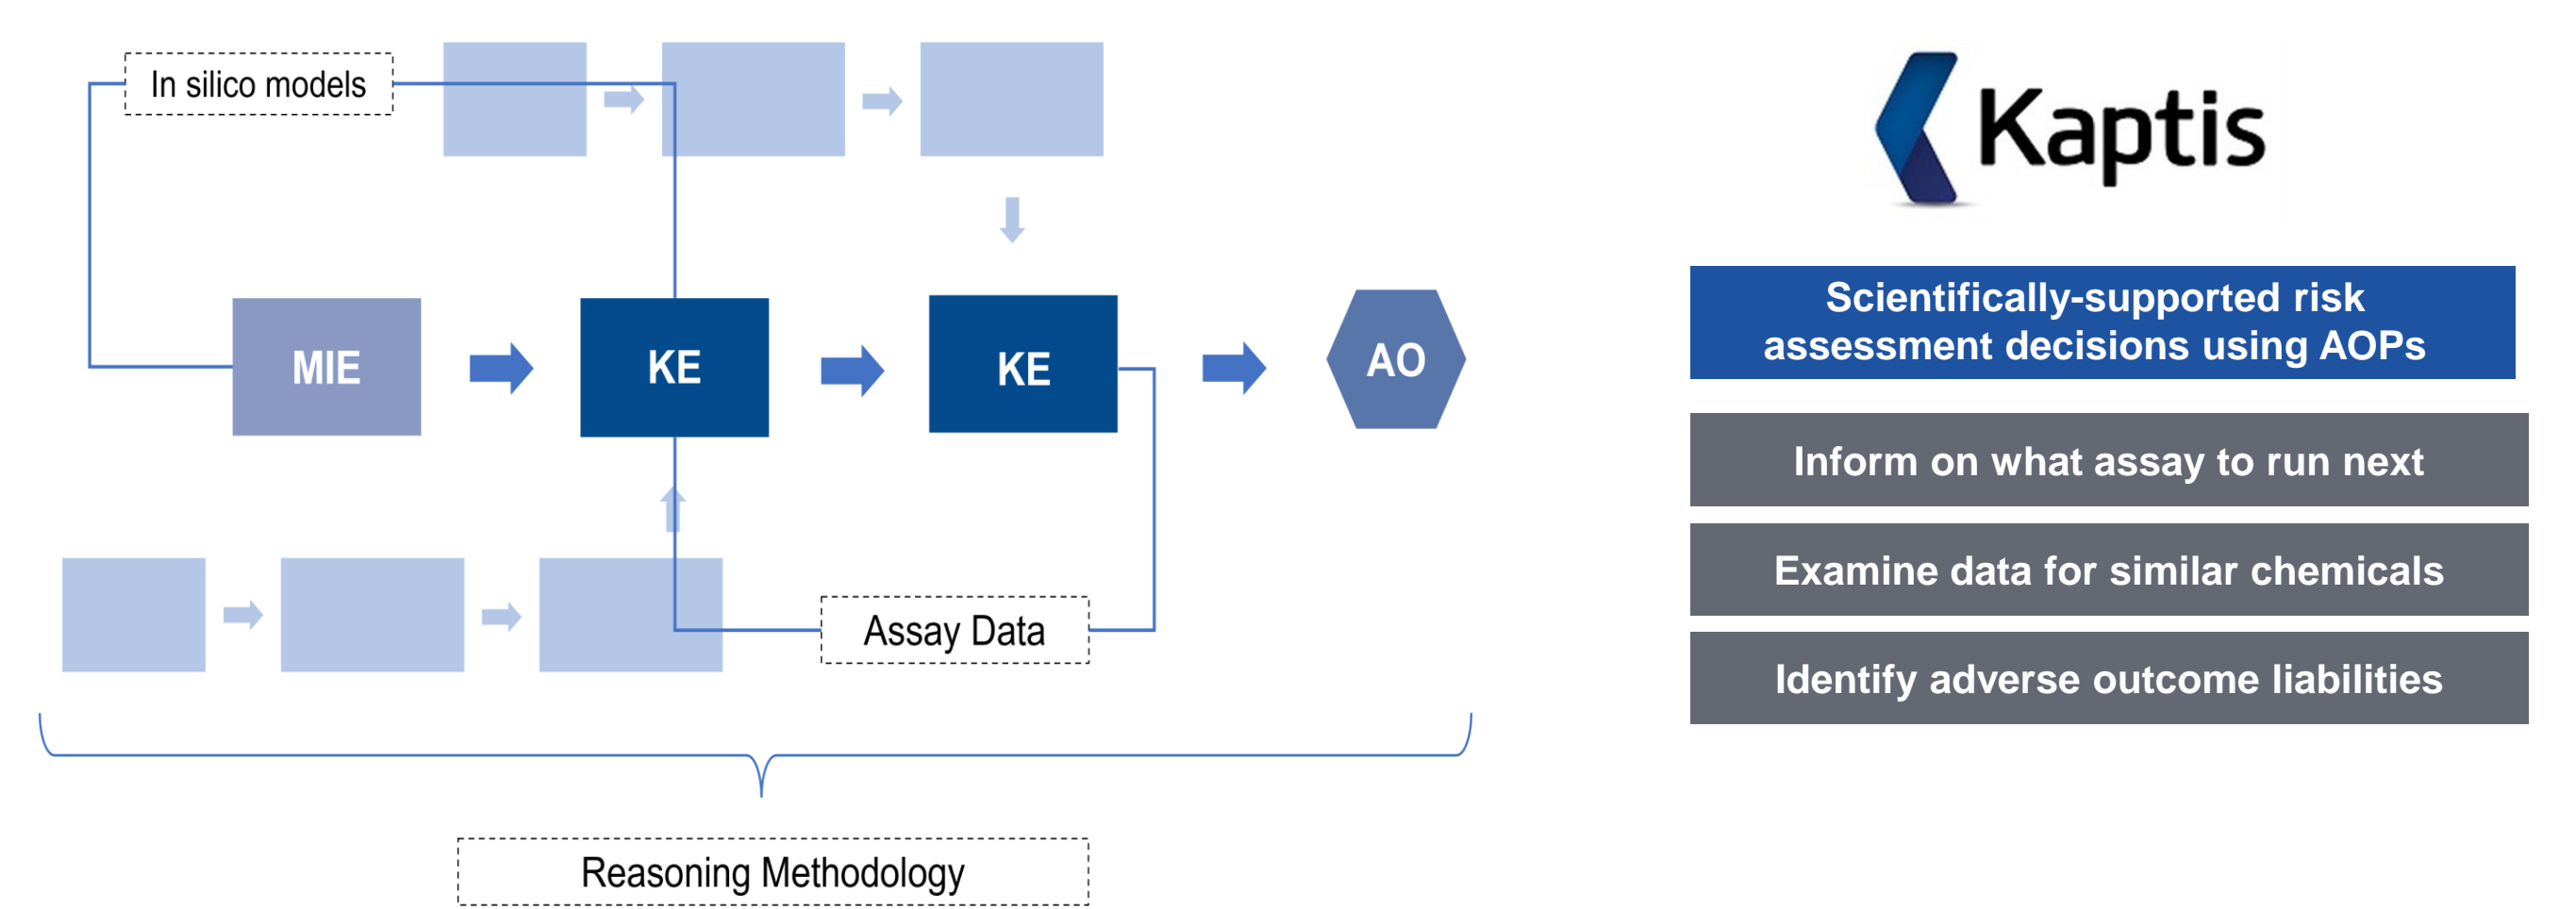 In silico models
MIE
KE
KE
AO
Assay Data
Reasoning Methodology
Kaptis
Scientifically-supported risk
assessment decisions using AOPs
Inform on what assay to run next
Examine data for similar chemicals
Identify adverse outcome liabilities